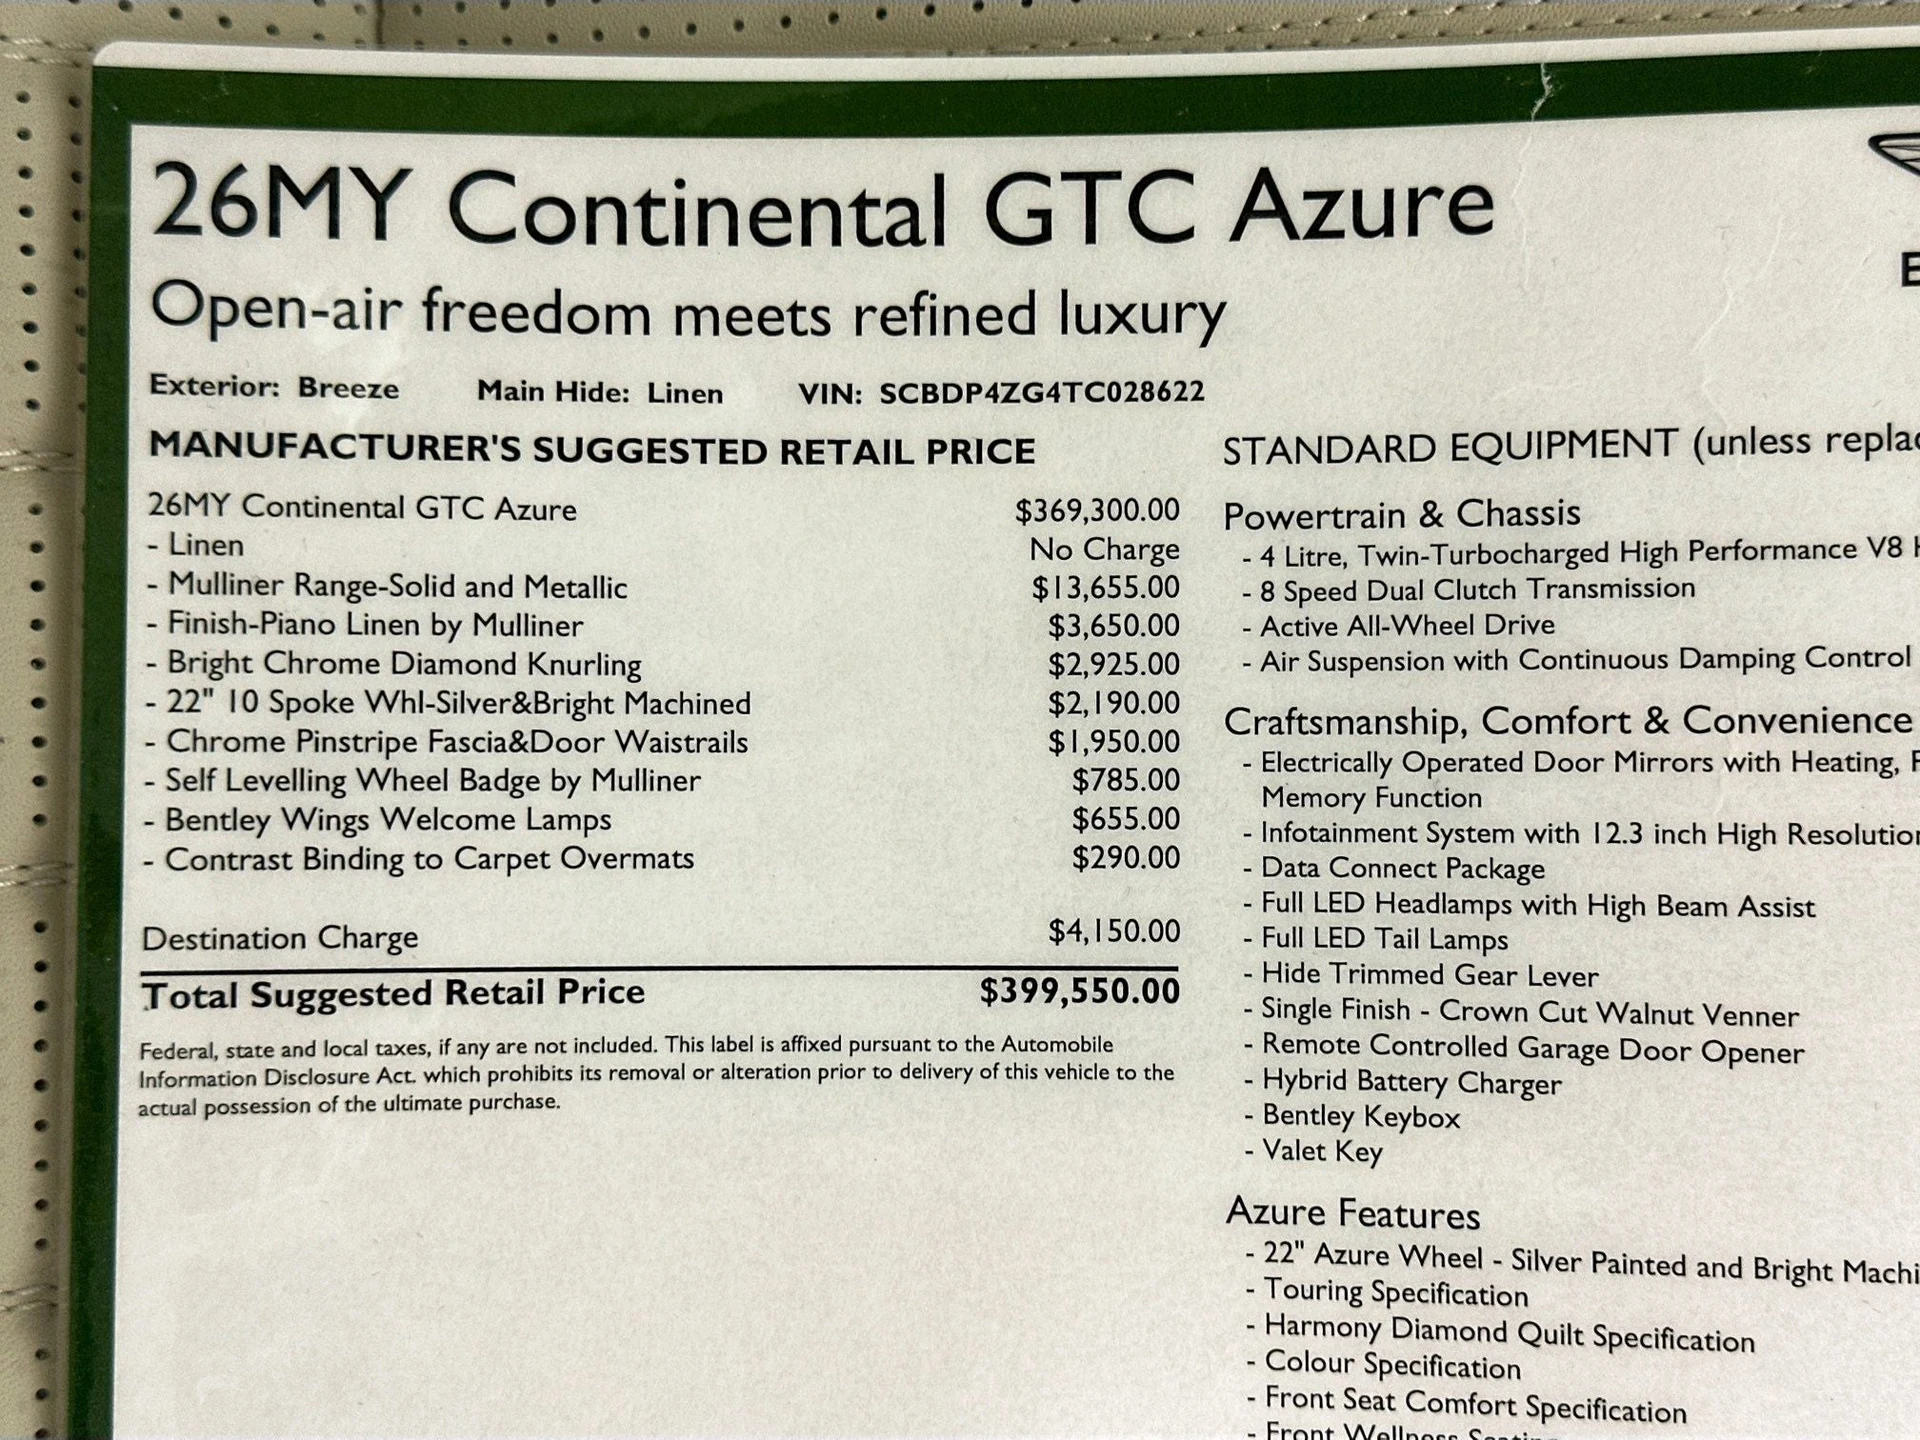 26MY Continental GTC Azure
Open-air freedom meets refined luxury
Exterior: Breeze Main Hide: Linen VIN: SCBDP4ZG4TC028622
MANUFACTURER'S SUGGESTED RETAIL PRICE
26MY Continental GTC Azure $369,300.00
- Linen No Charge
- Mulliner Range-Solid and Metallic $13,655.00
- Finish-Piano Linen by Mulliner $3,650.00
- Bright Chrome Diamond Knurling $2,925.00
- 22" 10 Spoke Whl-Silver&Bright Machined $2,190.00
- Chrome Pinstripe Fascia&Door Waistrails $1,950.00
- Self Levelling Wheel Badge by Mulliner $785.00
- Bentley Wings Welcome Lamps $655.00
- Contrast Binding to Carpet Overmats $290.00
Destination Charge $4,150.00
Total Suggested Retail Price $399,550.00
Federal, state and local taxes, if any are not included. This label is affixed pursuant to the Automobile
Information Disclosure Act. which prohibits its removal or alteration prior to delivery of this vehicle to the
actual possession of the ultimate purchase.
STANDARD EQUIPMENT (unless
Powertrain & Chassis
- 4 Litre, Twin-Turbocharged High Performance V8
- 8 Speed Dual Clutch Transmission
- Active All-Wheel Drive
- Air Suspension with Continuous Damping Control
Craftsmanship, Comfort & Convenience
- Electrically Operated Door Mirrors with Heating,
Memory Function
- Infotainment System with 12.3 inch High
- Data Connect Package
- Full LED Headlamps with High Beam Assist
- Full LED Tail Lamps
- Hide Trimmed Gear Lever
- Single Finish - Crown Cut Walnut Venner
- Remote Controlled Garage Door Opener
- Hybrid Battery Charger
- Bentley Keybox
- Valet Key
Azure Features
- 22" Azure Wheel - Silver Painted and Bright
- Touring Specification
- Harmony Diamond Quilt Specification
- Colour Specification
- Front Seat Comfort Specification
- Front Wellness